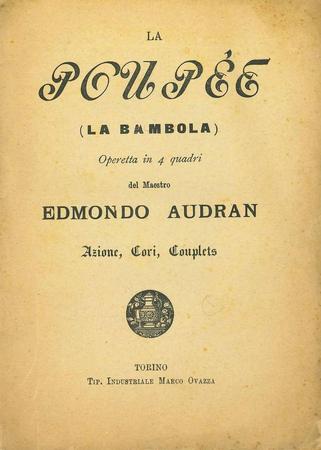 LA
POUPÉE
(LA BAMBOLA)
Operetta in 4 quadri
del Maestro
EDMONDO AUDRAN
Azione, Cori, Couplets
TORINO
TIP. INDUSTRIALE MARCO OVAZZA